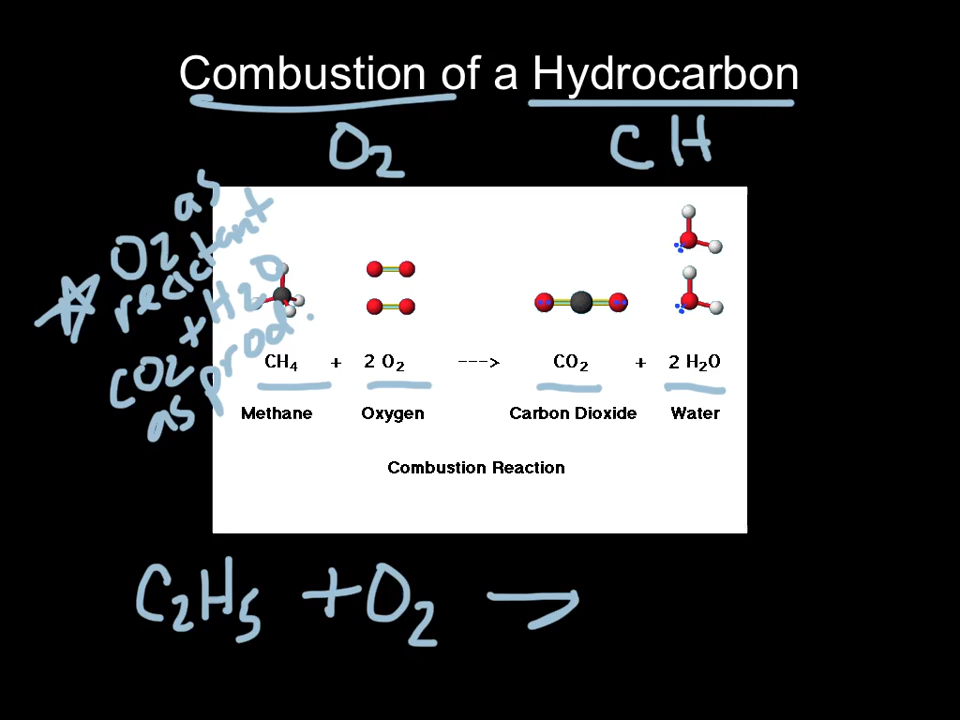 Combustion of a Hydrocarbon
O2 CH
O2 as
reactant
CO2 + H2O
as prod.
CH4 + 2 O2 ---> CO2 + 2 H2O
Methane Oxygen Carbon Dioxide Water
Combustion Reaction
C2H5 + O2 →